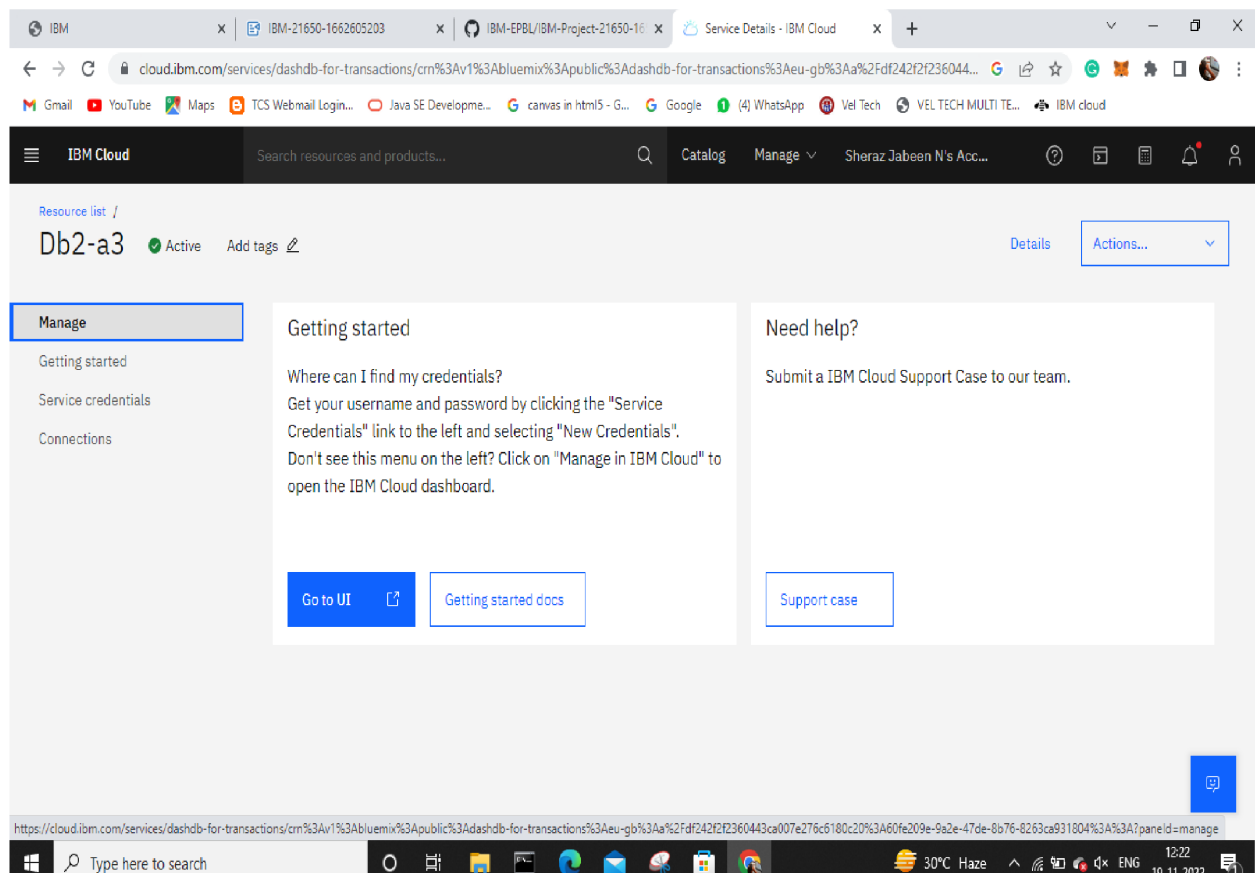 IBM
IBM-21650-1662605203
IBM-EPBL/IBM-Project-21650-16
Service Details - IBM Cloud
cloud.ibm.com/services/dashdb-for-transactions/crn%3Av1%3Abluemix%3Apublic%3Adashdb-for-transactions%3Aeu-gb%3Aa%2Fdf242f2f236044...
Gmail YouTube Maps TCS Webmail Login... Java SE Developme... canvas in html5 - G... Google (4) WhatsApp Vel Tech VEL TECH MULTI TE... IBM cloud
IBM Cloud Search resources and products... Catalog Manage Sheraz Jabeen N's Acc...
Resource list /
Db2-a3 Active Add tags Details Actions...
Manage
Getting started
Service credentials
Connections
Getting started
Where can I find my credentials?
Get your username and password by clicking the "Service
Credentials" link to the left and selecting "New Credentials".
Don't see this menu on the left? Click on "Manage in IBM Cloud" to
open the IBM Cloud dashboard.
Go to UI Getting started docs
Need help?
Submit a IBM Cloud Support Case to our team.
Support case
https://cloud.ibm.com/services/dashdb-for-transactions/crn%3Av1%3Abluemix%3Apublic%3Adashdb-for-transactions%3Aeu-gb%3Aa%2Fdf242f2f2360443ca007e276c6180c20%3A60fe209e-9a2e-47de-8b76-8263ca931804%3A%3A?paneId=manage
Type here to search 30°C Haze ENG 12:22
19-11-2022